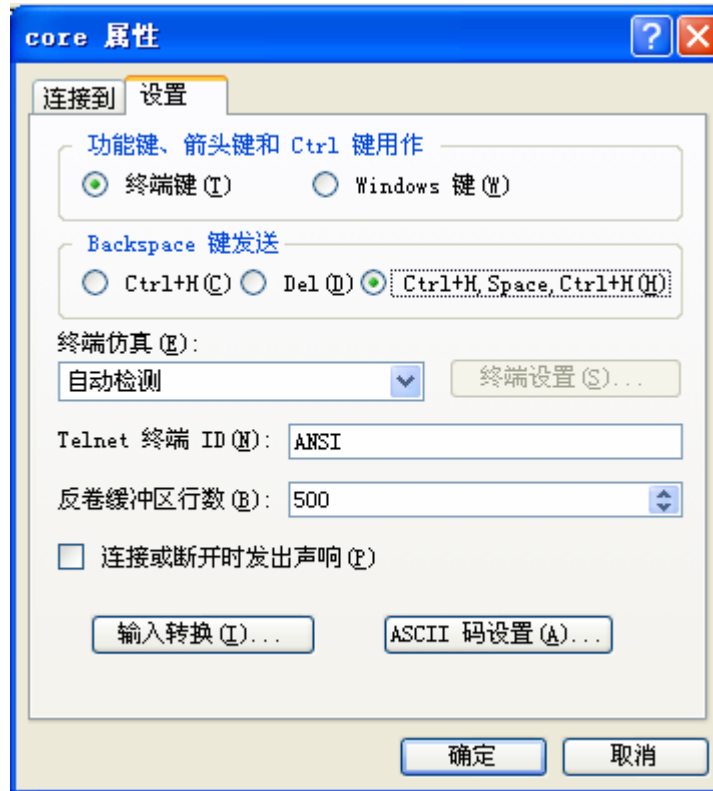 core 属性
连接到 设置
功能键、箭头键和 Ctrl 键用作
终端键(T) Windows 键(W)
Backspace 键发送
Ctrl+H(C) Del(D) Ctrl+H, Space, Ctrl+H(H)
终端仿真(E):
自动检测 终端设置(S)...
Telnet 终端 ID(N): ANSI
反卷缓冲区行数(B): 500
连接或断开时发出声响(P)
输入转换(I)... ASCII 码设置(A)...
确定 取消